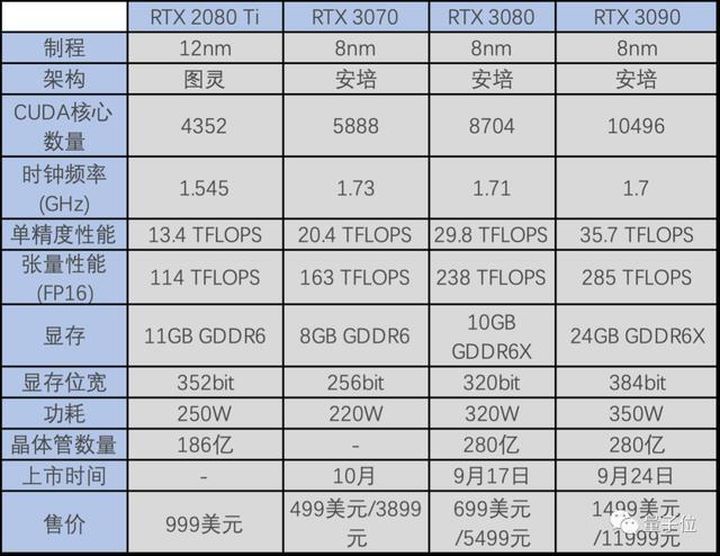 RTX 2080 Ti RTX 3070 RTX 3080 RTX 3090
制程 12nm 8nm 8nm 8nm
架构 图灵 安培 安培 安培
CUDA核心
数量 4352 5888 8704 10496
时钟频率
(GHz) 1.545 1.73 1.71 1.7
单精度性能 13.4 TFLOPS 20.4 TFLOPS 29.8 TFLOPS 35.7 TFLOPS
张量性能
(FP16) 114 TFLOPS 163 TFLOPS 238 TFLOPS 285 TFLOPS
显存 11GB GDDR6 8GB GDDR6 10GB
GDDR6X 24GB GDDR6X
显存位宽 352bit 256bit 320bit 384bit
功耗 250W 220W 320W 350W
晶体管数量 186亿 - 280亿 280亿
上市时间 - 10月 9月17日 9月24日
售价 999美元 499美元/3899
元 699美元
/5499元 1499美元
/11999元
量子位